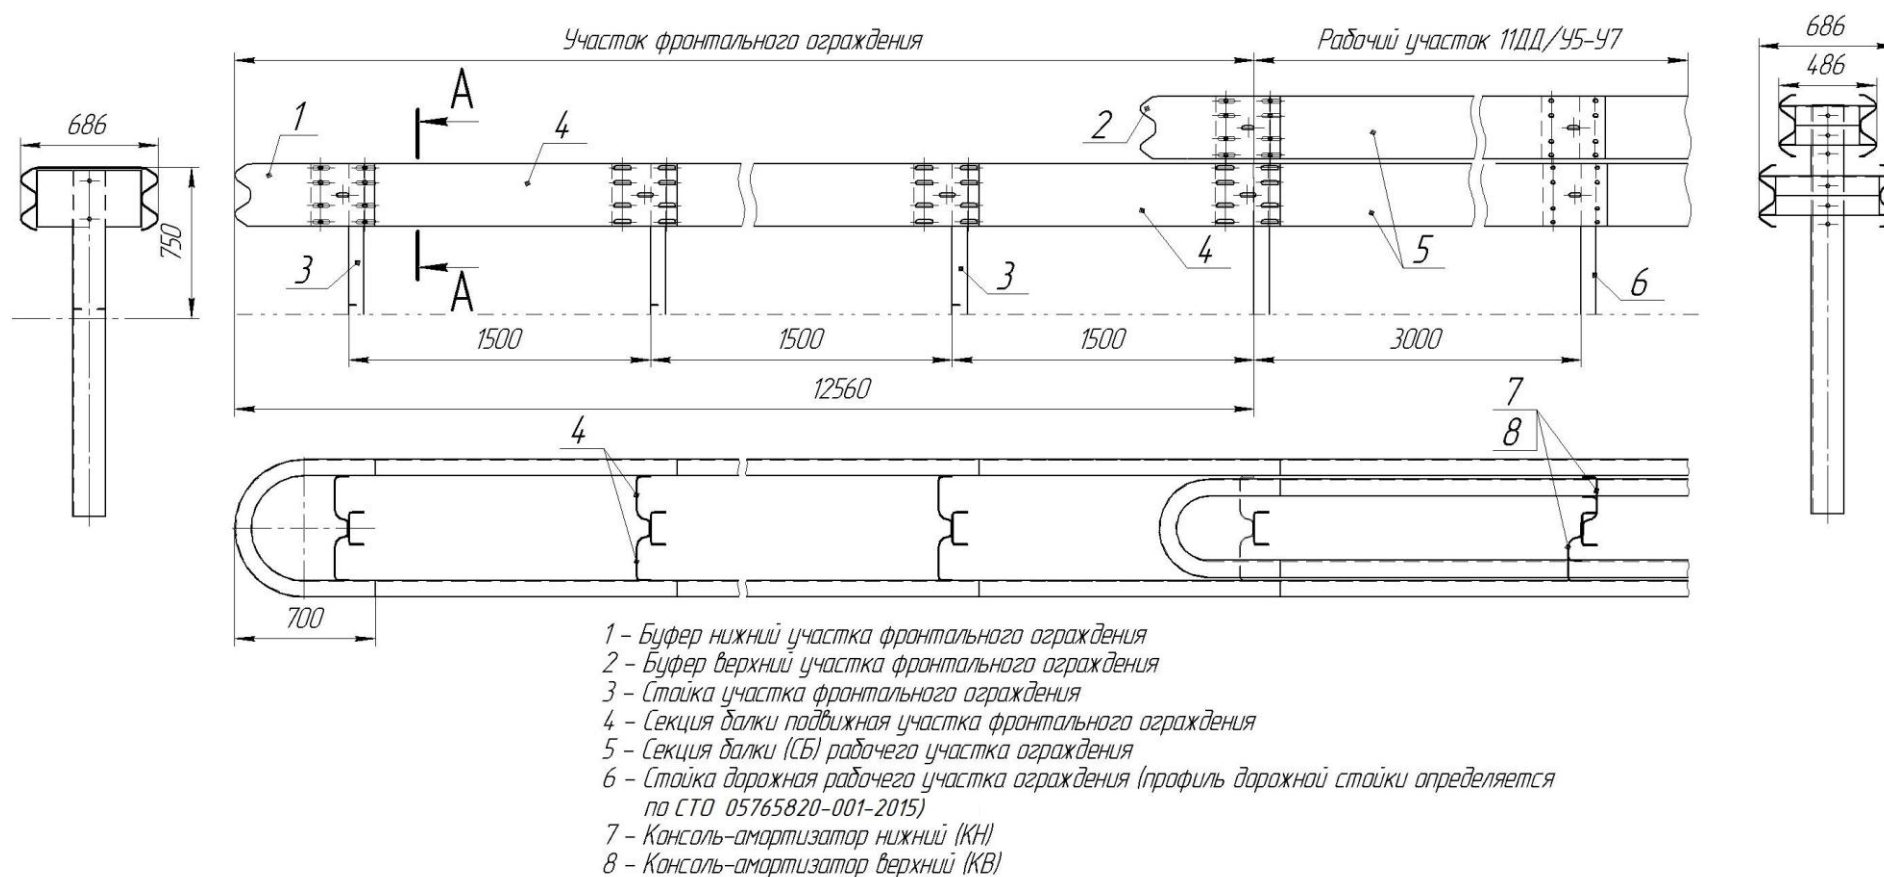 Участок фронтального ограждения
Рабочий участок 11ДД/У5-У7
686
486
686
750
1
А
4
2
3
А
3
4
5
6
1500
1500
1500
3000
12560
4
7
8
700
1 - Буфер нижний участка фронтального ограждения
2 - Буфер верхний участка фронтального ограждения
3 - Стойка участка фронтального ограждения
4 - Секция балки подвижная участка фронтального ограждения
5 - Секция балки (СБ) рабочего участка ограждения
6 - Стойка дорожная рабочего участка ограждения (профиль дорожной стойки определяется
по СТО 05765820-001-2015)
7 - Консоль-амортизатор нижний (КН)
8 - Консоль-амортизатор верхний (КВ)